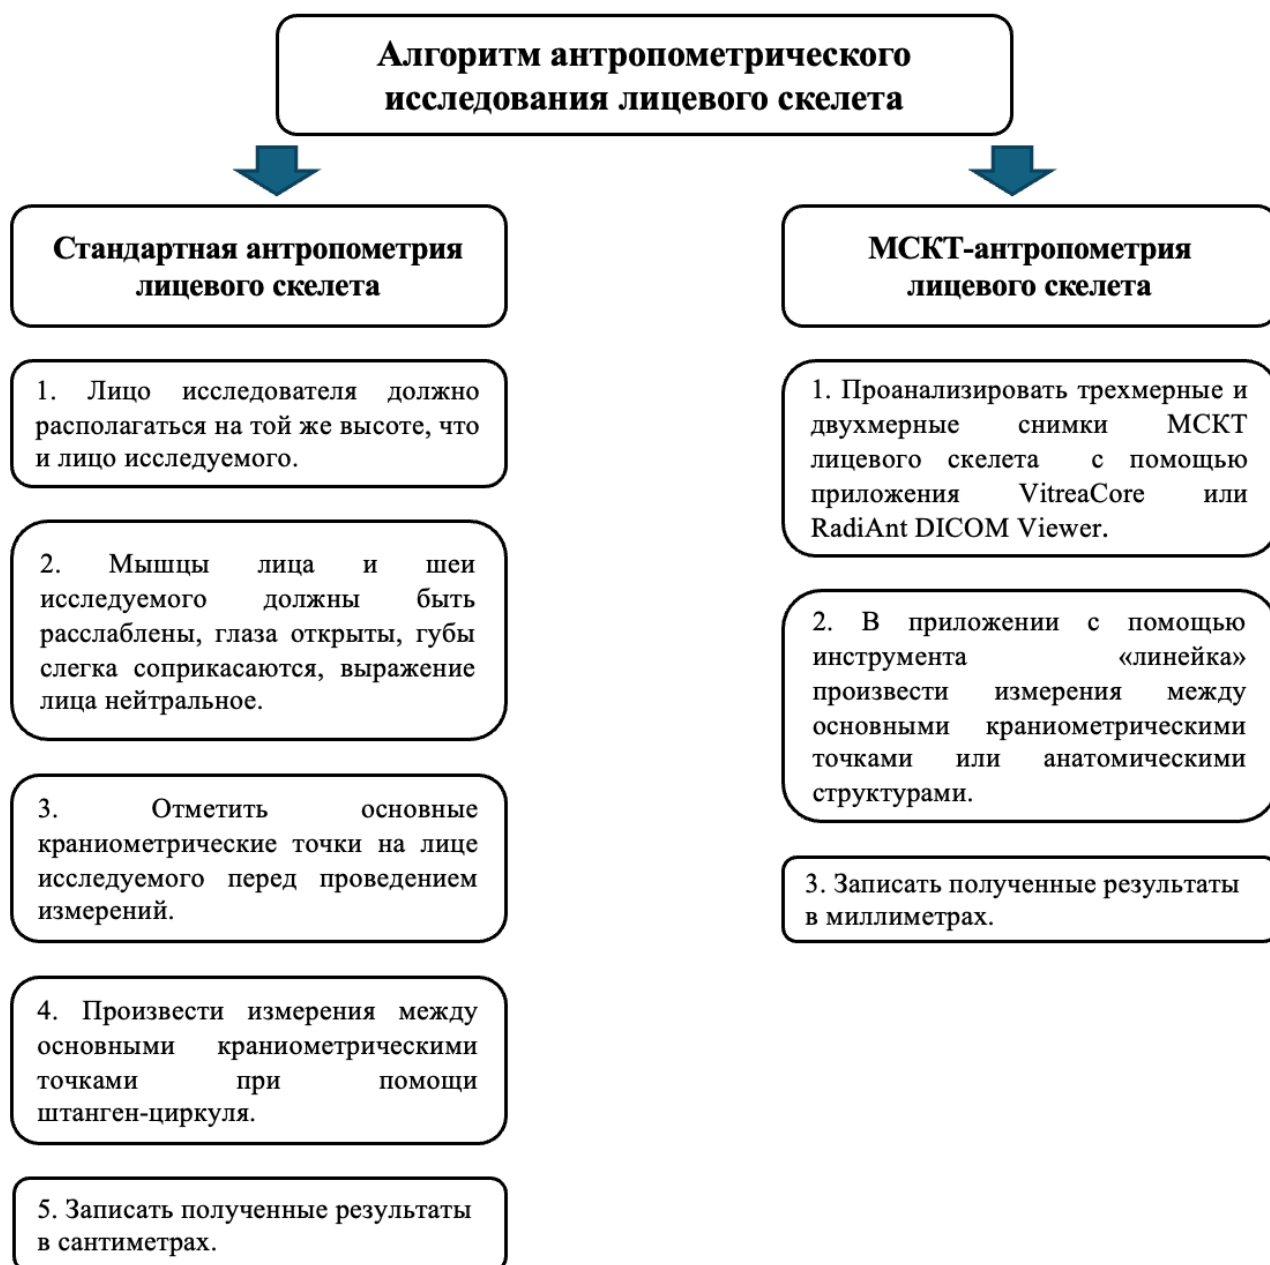 Алгоритм антропометрического
исследования лицевого скелета
Стандартная антропометрия
лицевого скелета
1. Лицо исследователя должно
располагаться на той же высоте, что
и лицо исследуемого.
2. Мышцы лица и шеи
исследуемого должны быть
расслаблены, глаза открыты, губы
слегка соприкасаются, выражение
лица нейтральное.
3. Отметить основные
краниометрические точки на лице
исследуемого перед проведением
измерений.
4. Произвести измерения между
основными краниометрическими
точками при помощи
штанген-циркуля.
5. Записать полученные результаты
в сантиметрах.
МСКТ-антропометрия
лицевого скелета
1. Проанализировать трехмерные и
двухмерные снимки МСКТ
лицевого скелета с помощью
приложения VitreaCore или
RadiAnt DICOM Viewer.
2. В приложении с помощью
инструмента «линейка»
произвести измерения между
основными краниометрическими
точками или анатомическими
структурами.
3. Записать полученные результаты
в миллиметрах.